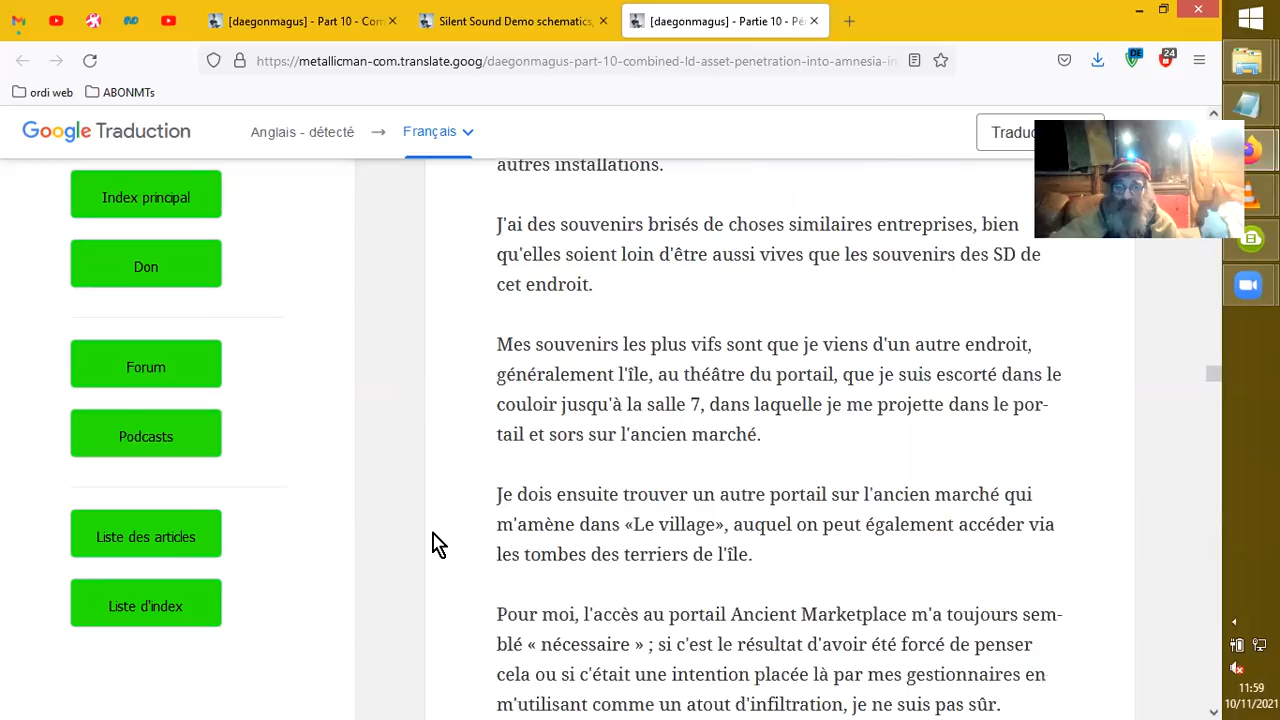 [daegonmagus] - Part 10 - Con
Silent Sound Demo schematics,
[daegonmagus] - Partie 10 - Pé
https://metallicman-com.translate.goog/daegonmagus-part-10-combined-ld-asset-penetration-into-amnesia-in
DE
24
ordi web
ABONMTs
Google Traduction
Anglais - détecté
Français
Traduc
Index principal
Don
Forum
Podcasts
Liste des articles
Liste d'index
autres installations.
J'ai des souvenirs brisés de choses similaires entreprises, bien
qu'elles soient loin d'être aussi vives que les souvenirs des SD de
cet endroit.
Mes souvenirs les plus vifs sont que je viens d'un autre endroit,
généralement l'île, au théâtre du portail, que je suis escorté dans le
couloir jusqu'à la salle 7, dans laquelle je me projette dans le por-
tail et sors sur l'ancien marché.
Je dois ensuite trouver un autre portail sur l'ancien marché qui
m'amène dans «Le village», auquel on peut également accéder via
les tombes des terriers de l'île.
Pour moi, l'accès au portail Ancient Marketplace m'a toujours sem-
blé « nécessaire » ; si c'est le résultat d'avoir été forcé de penser
cela ou si c'était une intention placée là par mes gestionnaires en
m'utilisant comme un atout d'infiltration, je ne suis pas sûr.
11:59
10/11/2021